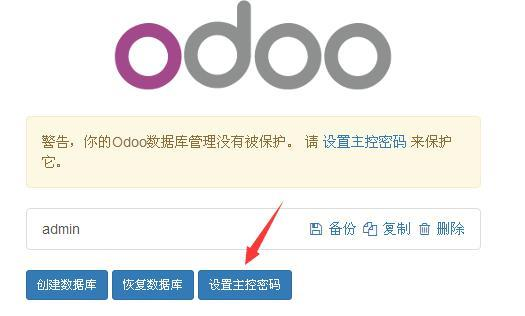 odoo
警告，你的Odoo数据库管理没有被保护。 请 设置主控密码 来保护
它。
admin 备份 复制 删除
创建数据库 恢复数据库 设置主控密码